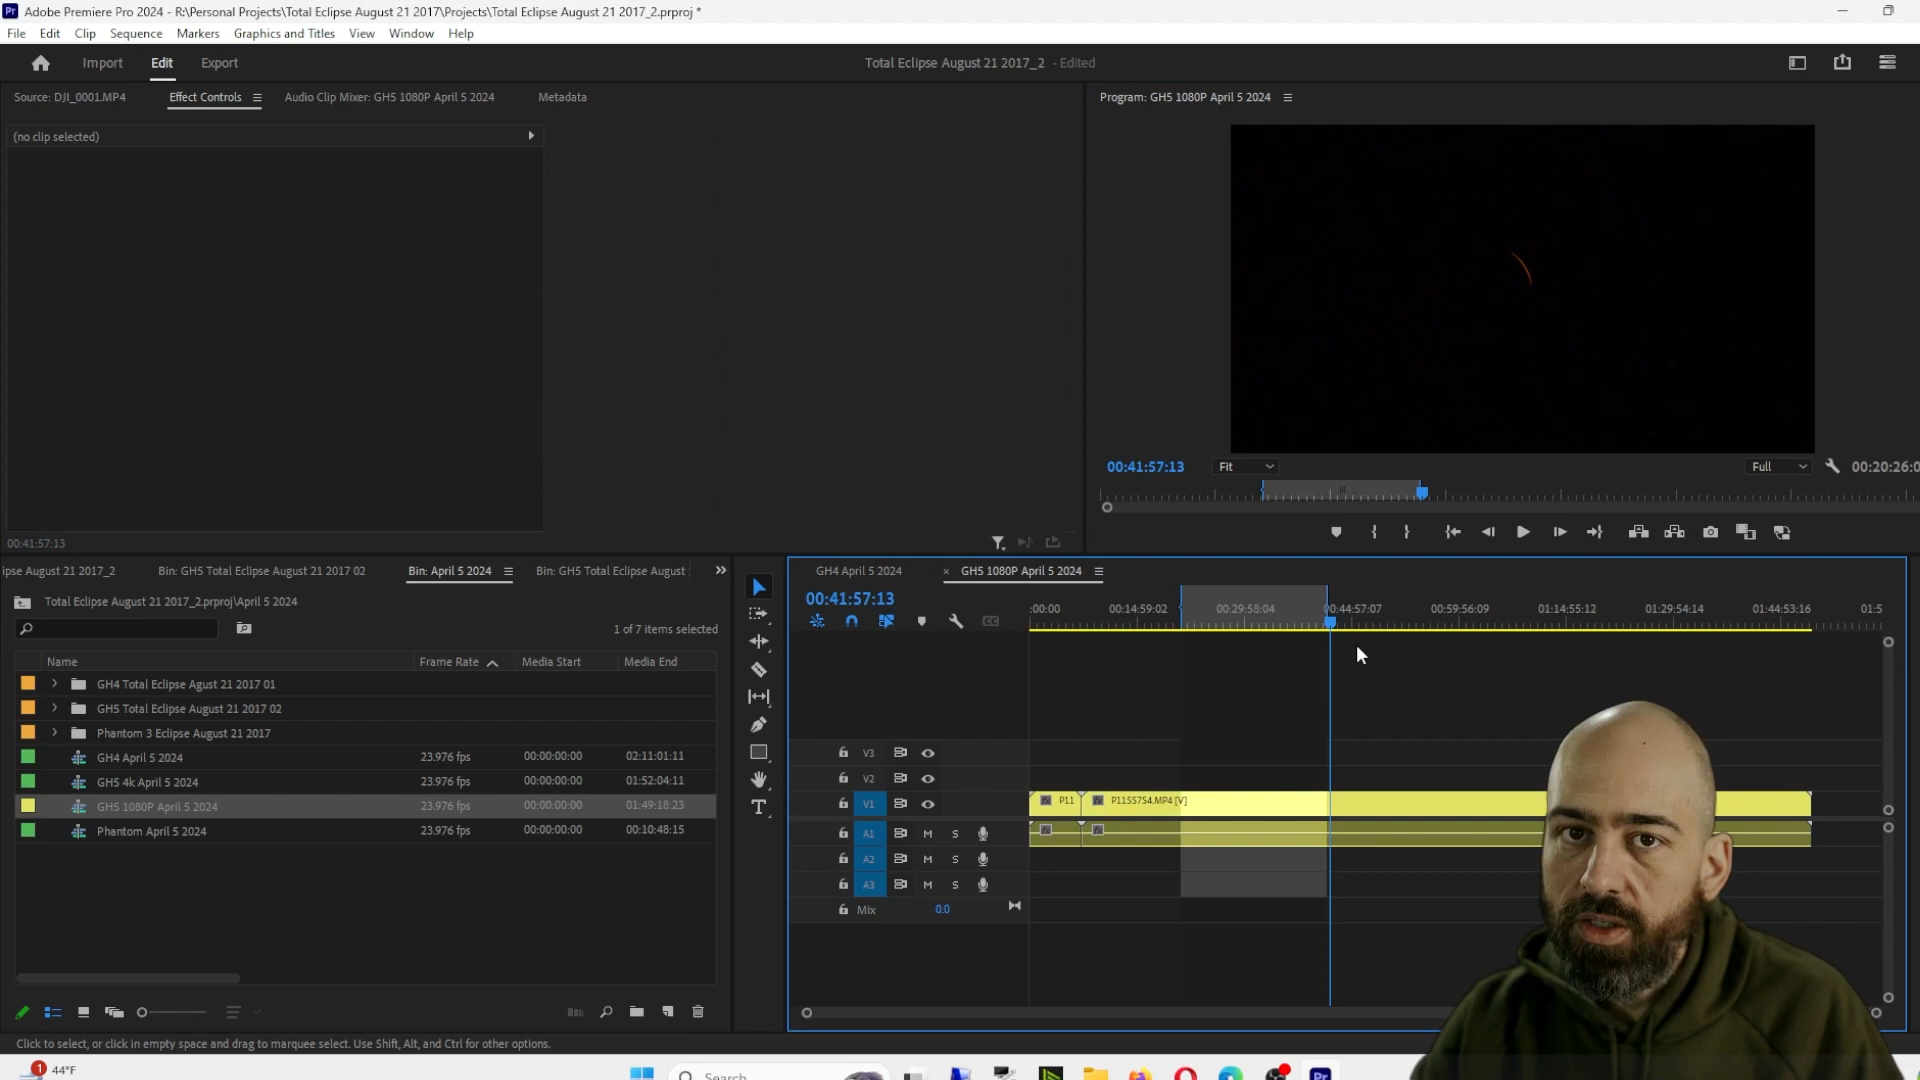 Pr Adobe Premiere Pro 2024 - R:\Personal Projects\Total Eclipse August 21 2017\Projects\Total Eclipse August 21 2017_2.prproj *
File Edit Clip Sequence Markers Graphics and Titles View Window Help
Import Edit Export Total Eclipse August 21 2017_2 - Edited
Source: DJI_0001.MP4 Effect Controls Audio Clip Mixer: GH5 1080P April 5 2024 Metadata
Program: GH5 1080P April 5 2024
(no clip selected)
00:41:57:13 Fit Full 00:20:26:0
00:41:57:13
ipse August 21 2017_2 Bin: GH5 Total Eclipse August 21 2017 02 Bin: April 5 2024 Bin: GH5 Total Eclipse August
GH4 April 5 2024 × GH5 1080P April 5 2024
Total Eclipse August 21 2017_2.prproj\April 5 2024
00:41:57:13
:00:00 00:14:59:02 00:29:58:04 00:44:57:07 00:59:56:09 01:14:55:12 01:29:54:14 01:44:53:16 01:5
1 of 7 items selected
Name Frame Rate Media Start Media End
GH4 Total Eclipse Agust 21 2017 01
GH5 Total Eclipse August 21 2017 02
Phantom 3 Eclipse August 21 2017
GH4 April 5 2024 23.976 fps 00:00:00:00 02:11:01:11
GH5 4k April 5 2024 23.976 fps 00:00:00:00 01:52:04:11
GH5 1080P April 5 2024 23.976 fps 00:00:00:00 01:49:18:23
Phantom April 5 2024 23.976 fps 00:00:00:00 00:10:48:15
V3
V2
V1 fx P11 fx P1155754.MP4 [V]
A1 M S
A2 M S
A3 M S
Mix 0.0
Click to select, or click in empty space and drag to marquee select. Use Shift, Alt, and Ctrl for other options.
1 44°F Search Pr